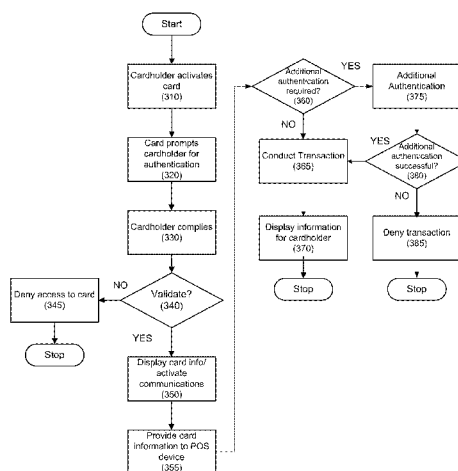 Start
Cardholder activates
card
(310)
Card prompts
cardholder for
authentication
(320)
Cardholder complies
(330)
Validate?
(340)
NO
Deny access to card
(345)
Stop
YES
Display card info/
activate
communications
(350)
Provide card
information to POS
device
(355)
Additional
authentication
required?
(360)
YES
Additional
Authentication
(375)
NO
Conduct Transaction
(365)
YES
Additional
authentication
successful?
(380)
NO
Display information
for cardholder
(370)
Deny transaction
(385)
Stop
Stop